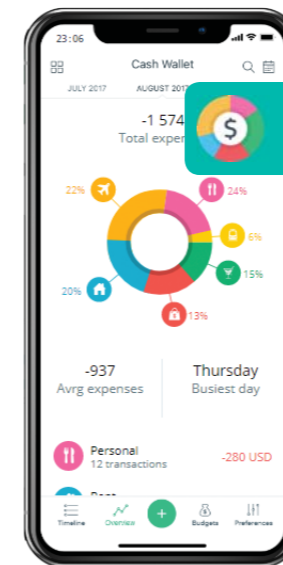 23:06
Cash Wallet
JULY 2017 AUGUST 2017
-1 574
Total expen
$
22%
24%
6%
15%
20%
13%
-937
Avrg expenses
Thursday
Busiest day
Personal
12 transactions
-280 USD
Timeline
Overview
+
Budgets
Preferences